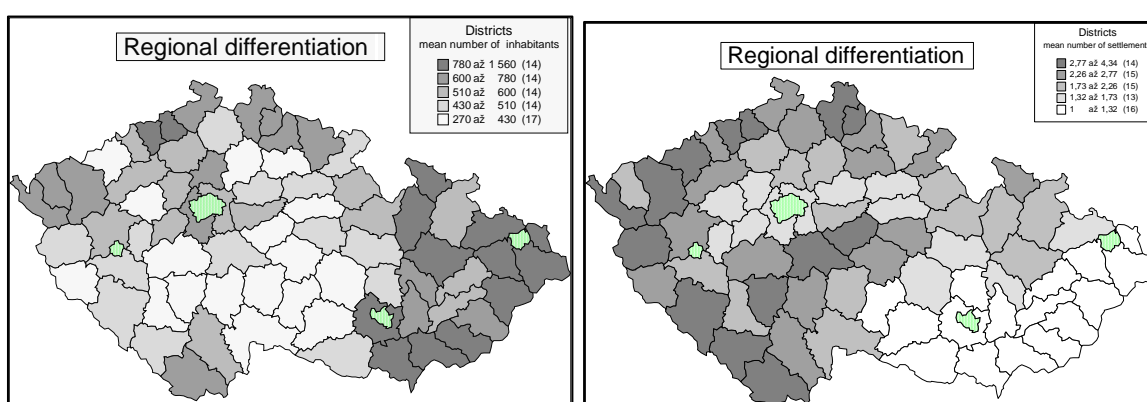 Regional differentiation
Districts
mean number of inhabitants
780 až 1 560 (14)
600 až 780 (14)
510 až 600 (14)
430 až 510 (14)
270 až 430 (17)
Regional differentiation
Districts
mean number of settlement
2,77 až 4,34 (14)
2,26 až 2,77 (15)
1,73 až 2,26 (15)
1,32 až 1,73 (13)
1 až 1,32 (16)